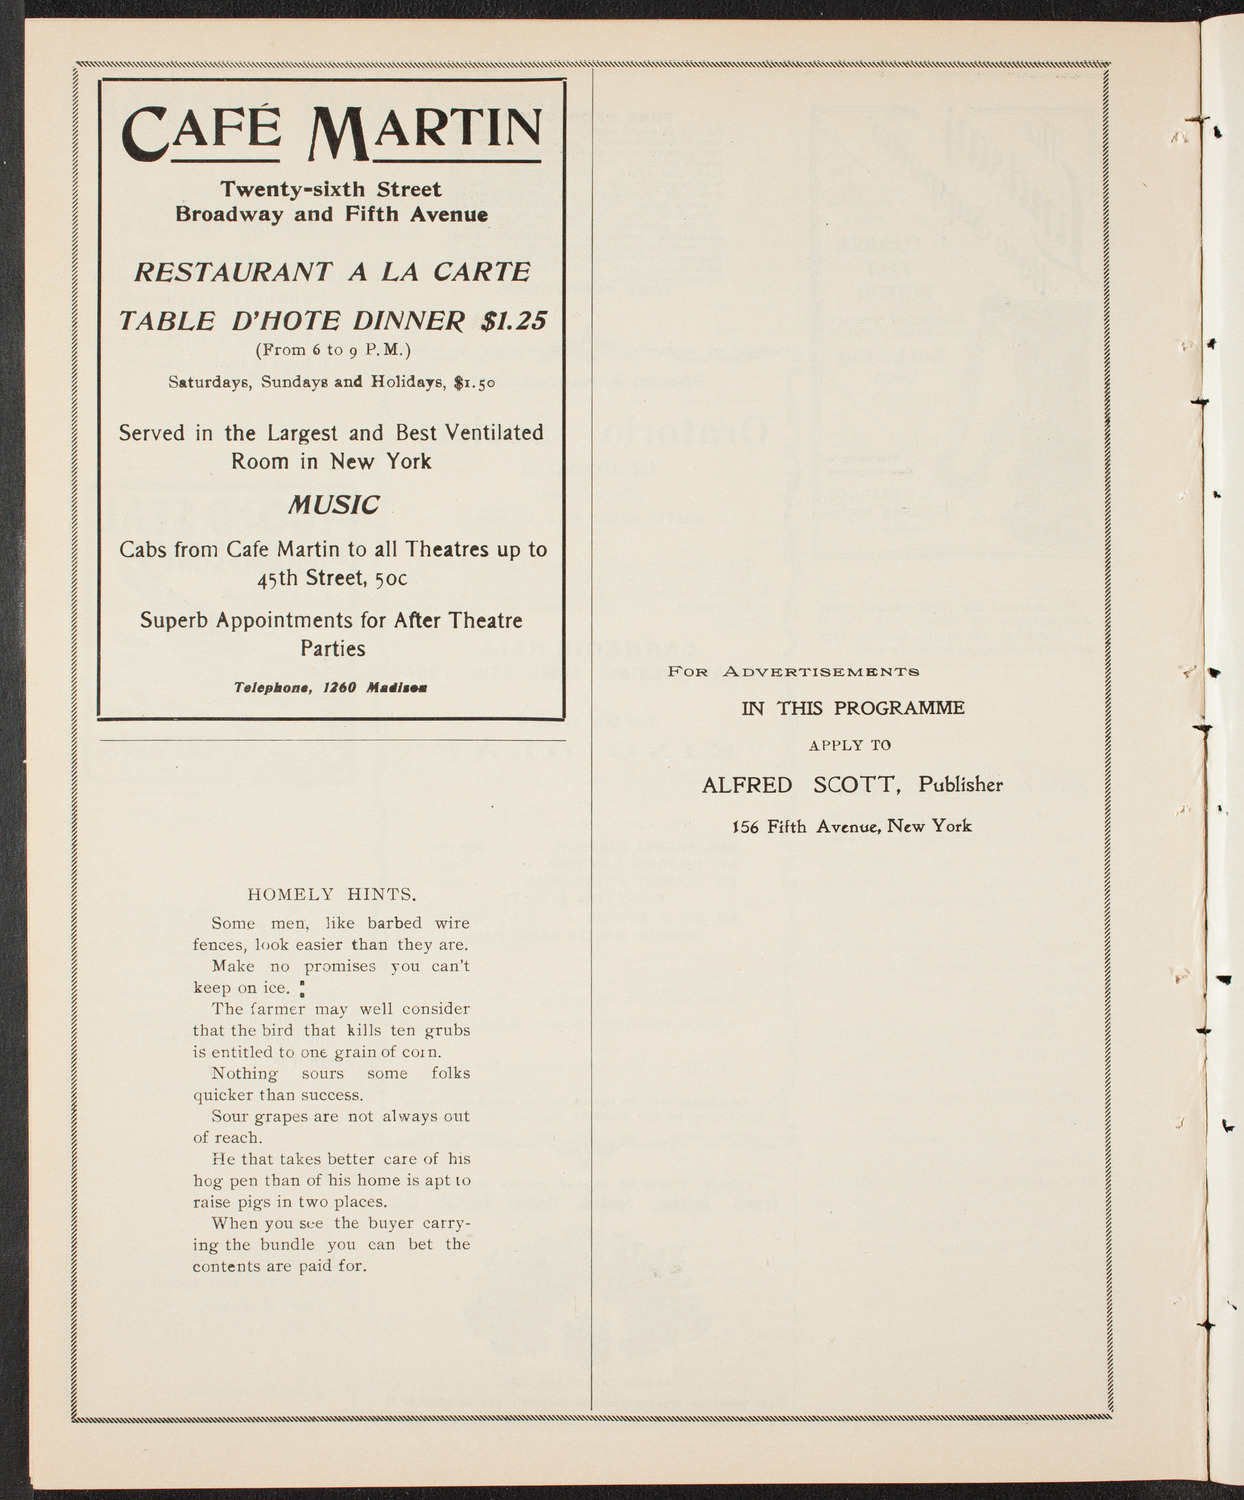 CAFÉ MARTIN
Twenty-sixth Street
Broadway and Fifth Avenue
RESTAURANT A LA CARTE
TABLE D'HOTE DINNER $1.25
(From 6 to 9 P.M.)
Saturdays, Sundays and Holidays, $1.50
Served in the Largest and Best Ventilated
Room in New York
MUSIC
Cabs from Cafe Martin to all Theatres up to
45th Street, 50c
Superb Appointments for After Theatre
Parties
Telephone, 1260 Madison
HOMELY HINTS.
Some men, like barbed wire
fences, look easier than they are.
Make no promises you can't
keep on ice.
The farmer may well consider
that the bird that kills ten grubs
is entitled to one grain of corn.
Nothing sours some folks
quicker than success.
Sour grapes are not always out
of reach.
He that takes better care of his
hog pen than of his home is apt to
raise pigs in two places.
When you see the buyer carry-
ing the bundle you can bet the
contents are paid for.
FOR ADVERTISEMENTS
IN THIS PROGRAMME
APPLY TO
ALFRED SCOTT, Publisher
156 Fifth Avenue, New York